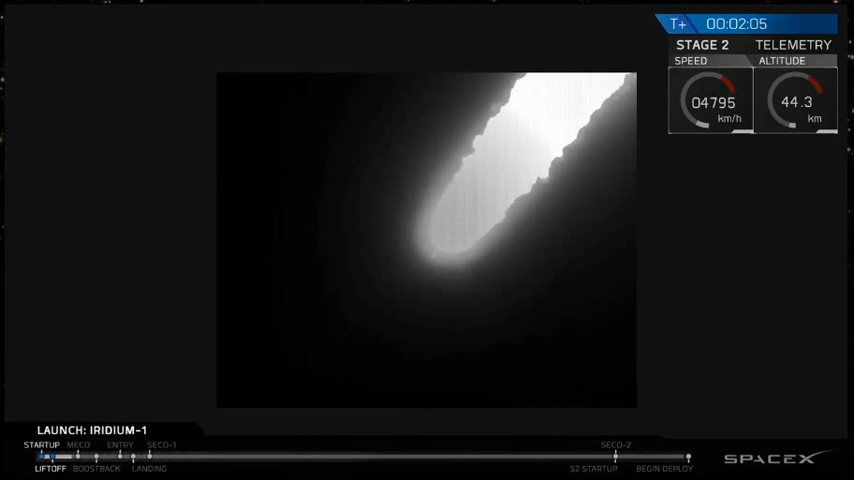 T+ 00:02:05
STAGE 2 TELEMETRY
SPEED ALTITUDE
04795 44.3
km/h km
LAUNCH: IRIDIUM-1
STARTUP MECO ENTRY SECO-1 SECO-2
LIFTOFF BOOSTBACK LANDING S2 STARTUP BEGIN DEPLOY
SPACEX